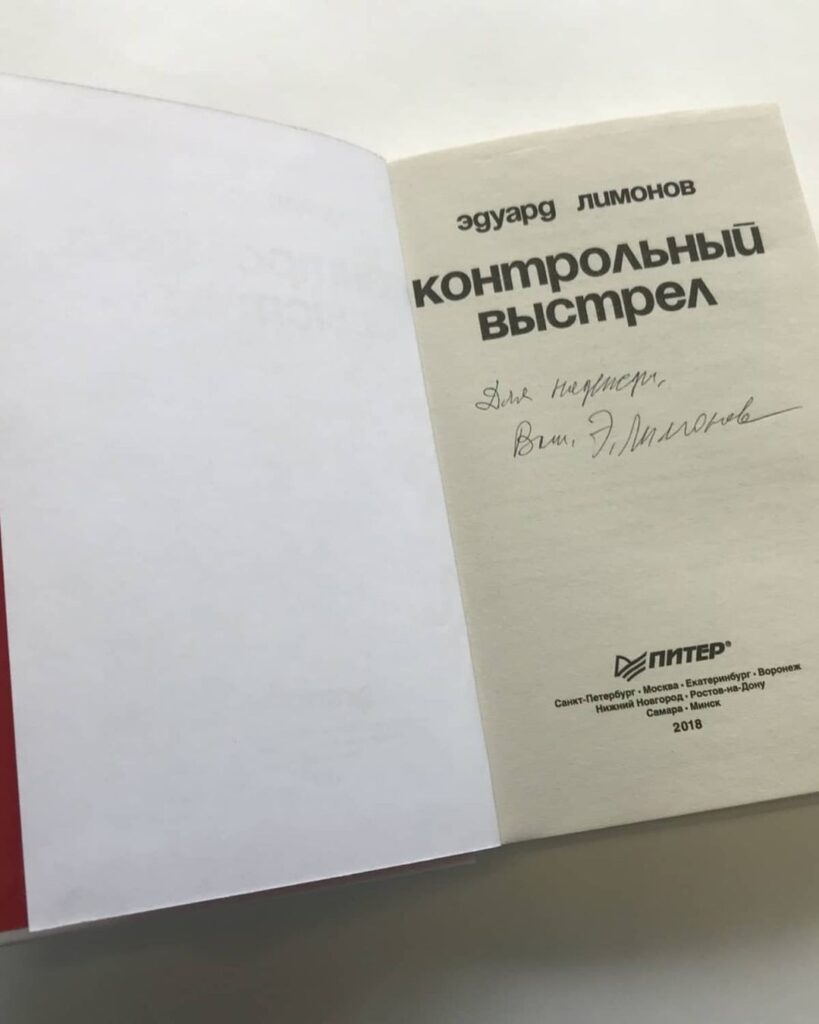 эдуард лимонов
контрольный
выстрел
Для
Ваш, Э. Лимонов
ПИТЕР®
Санкт-Петербург • Москва • Екатеринбург • Воронеж
Нижний Новгород • Ростов-на-Дону
Самара • Минск
2018